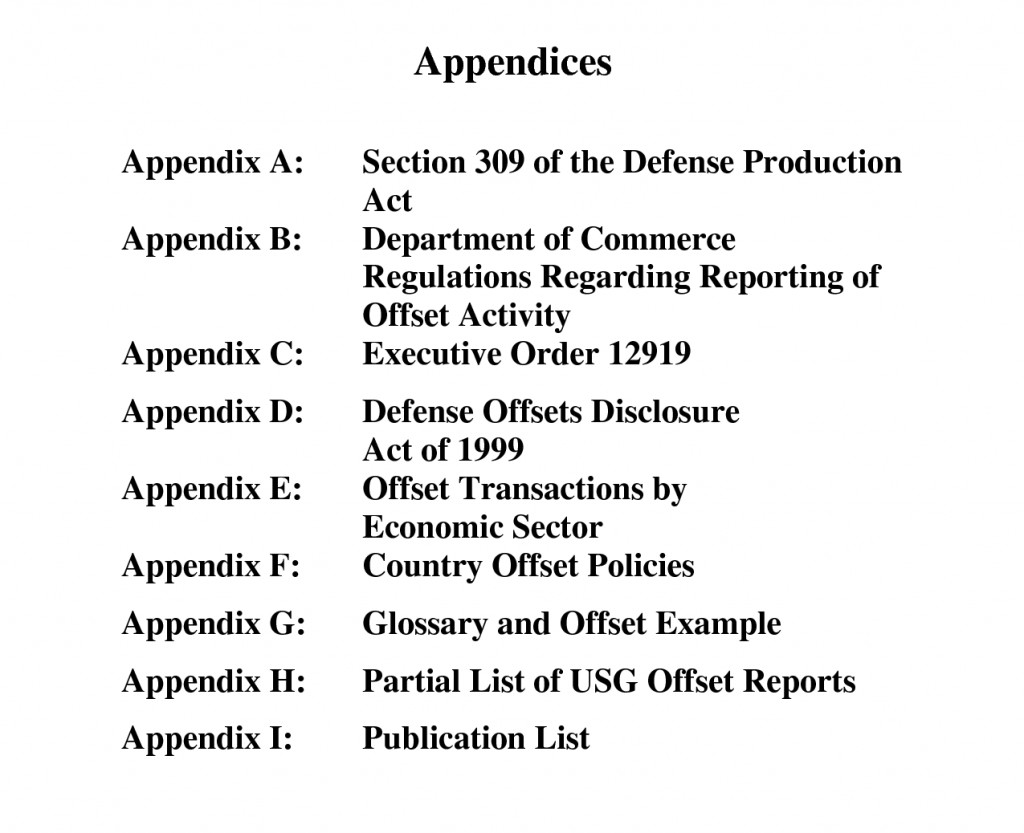 Appendices
Appendix A: Section 309 of the Defense Production
Act
Appendix B: Department of Commerce
Regulations Regarding Reporting of
Offset Activity
Appendix C: Executive Order 12919
Appendix D: Defense Offsets Disclosure
Act of 1999
Appendix E: Offset Transactions by
Economic Sector
Appendix F: Country Offset Policies
Appendix G: Glossary and Offset Example
Appendix H: Partial List of USG Offset Reports
Appendix I: Publication List